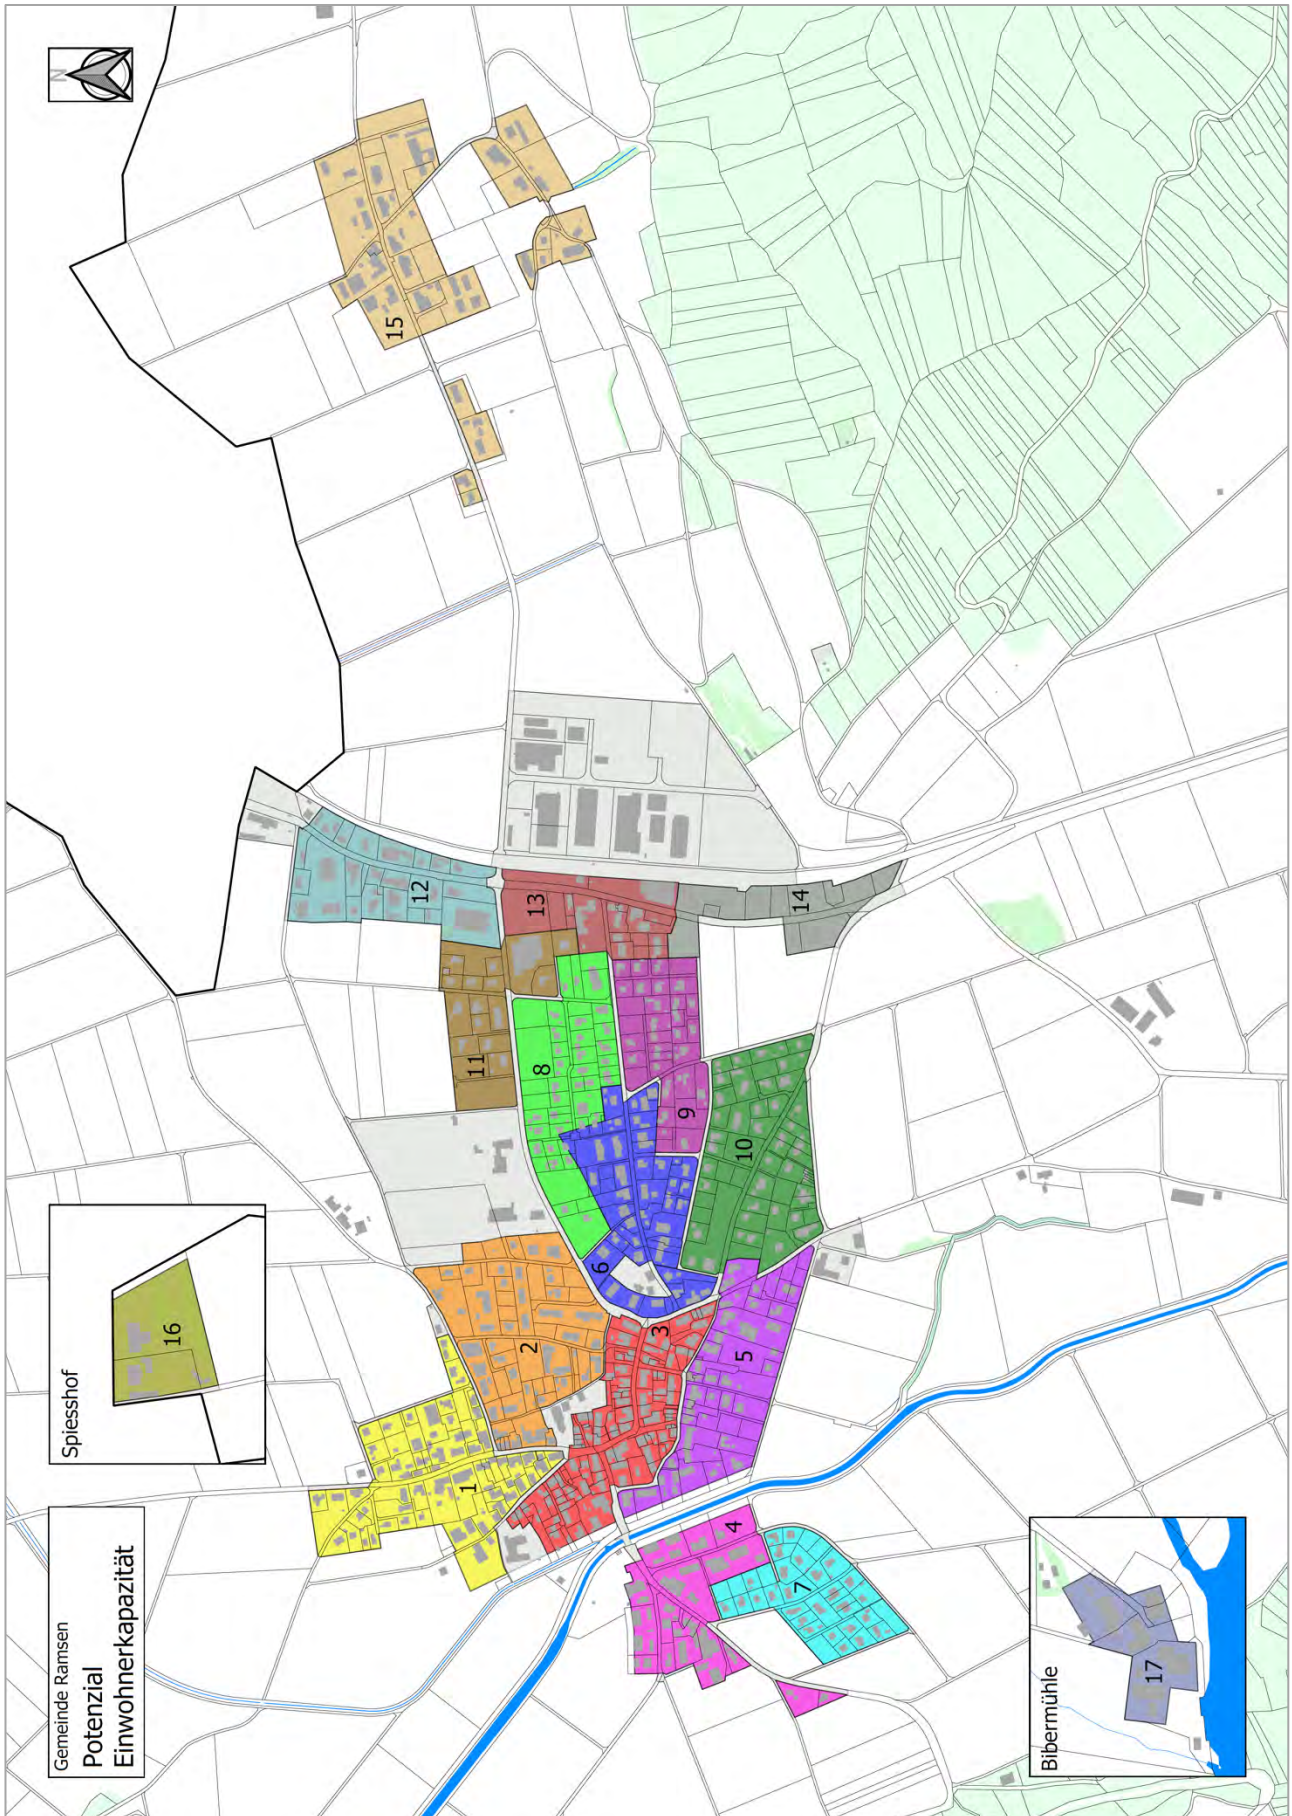 Gemeinde Ramsen
Potenzial
Einwohnerkapazität
Spiesshof
16
N
1
2
3
4
5
6
7
8
9
10
11
12
13
14
15
Bibermühle
17